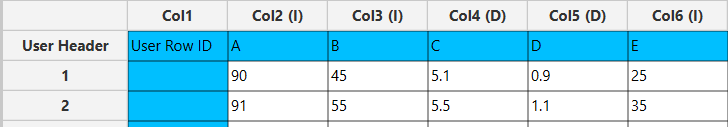 Col1 Col2 (I) Col3 (I) Col4 (D) Col5 (D) Col6 (I)
User Header User Row ID A B C D E
1 90 45 5.1 0.9 25
2 91 55 5.5 1.1 35